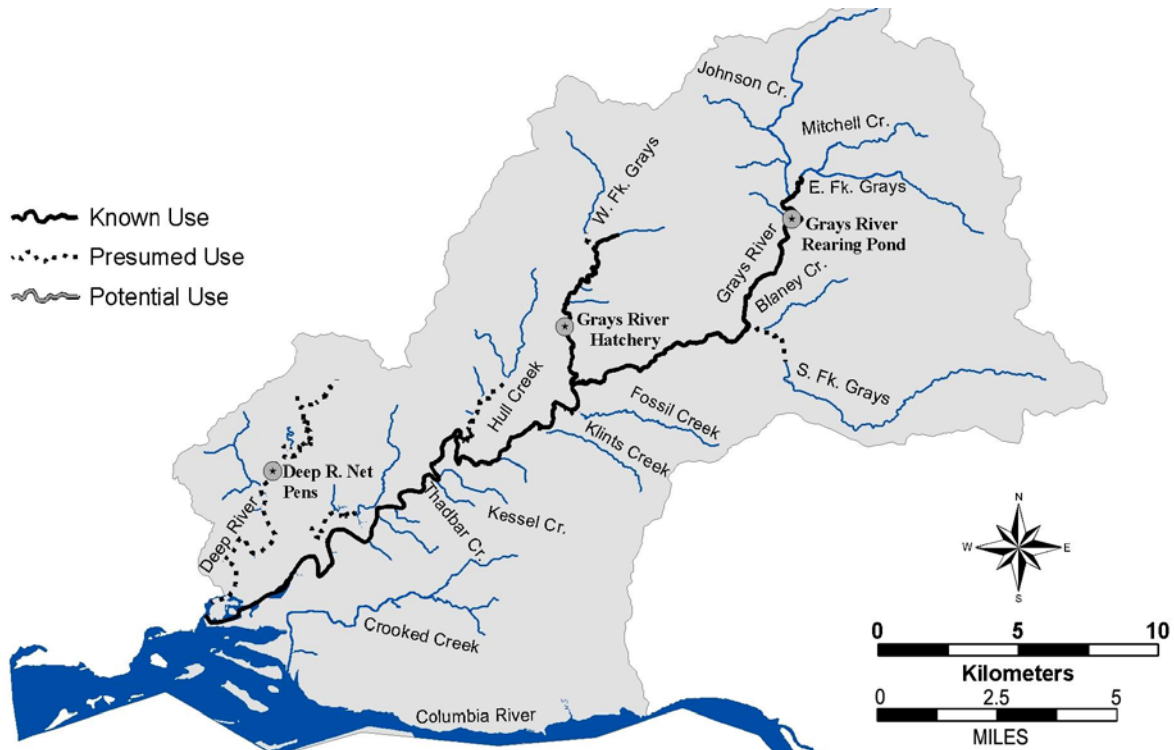 Johnson Cr.
Mitchell Cr.
W. Fk. Grays
E. Fk. Grays
Known Use
Presumed Use
Potential Use
Grays River
Rearing Pond
Grays River
Blaney Cr.
Grays River
Hatchery
S. Fk. Grays
Hull Creek
Fossil Creek
Klints Creek
Deep R. Net
Pens
Deep River
Thadbar Cr.
Kessel Cr.
N
W
E
S
Crooked Creek
0 5 10
Kilometers
0 2.5 5
MILES
Columbia River